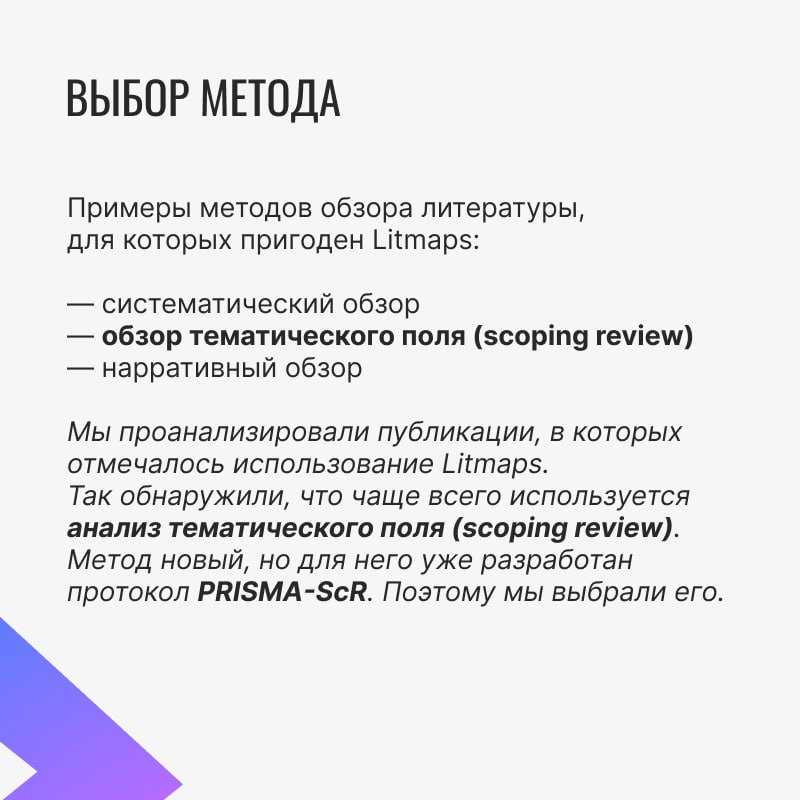 ВЫБОР МЕТОДА
Примеры методов обзора литературы,
для которых пригоден Litmaps:
— систематический обзор
— обзор тематического поля (scoping review)
— нарративный обзор
Мы проанализировали публикации, в которых
отмечалось использование Litmaps.
Так обнаружили, что чаще всего используется
анализ тематического поля (scoping review).
Метод новый, но для него уже разработан
протокол PRISMA-ScR. Поэтому мы выбрали его.